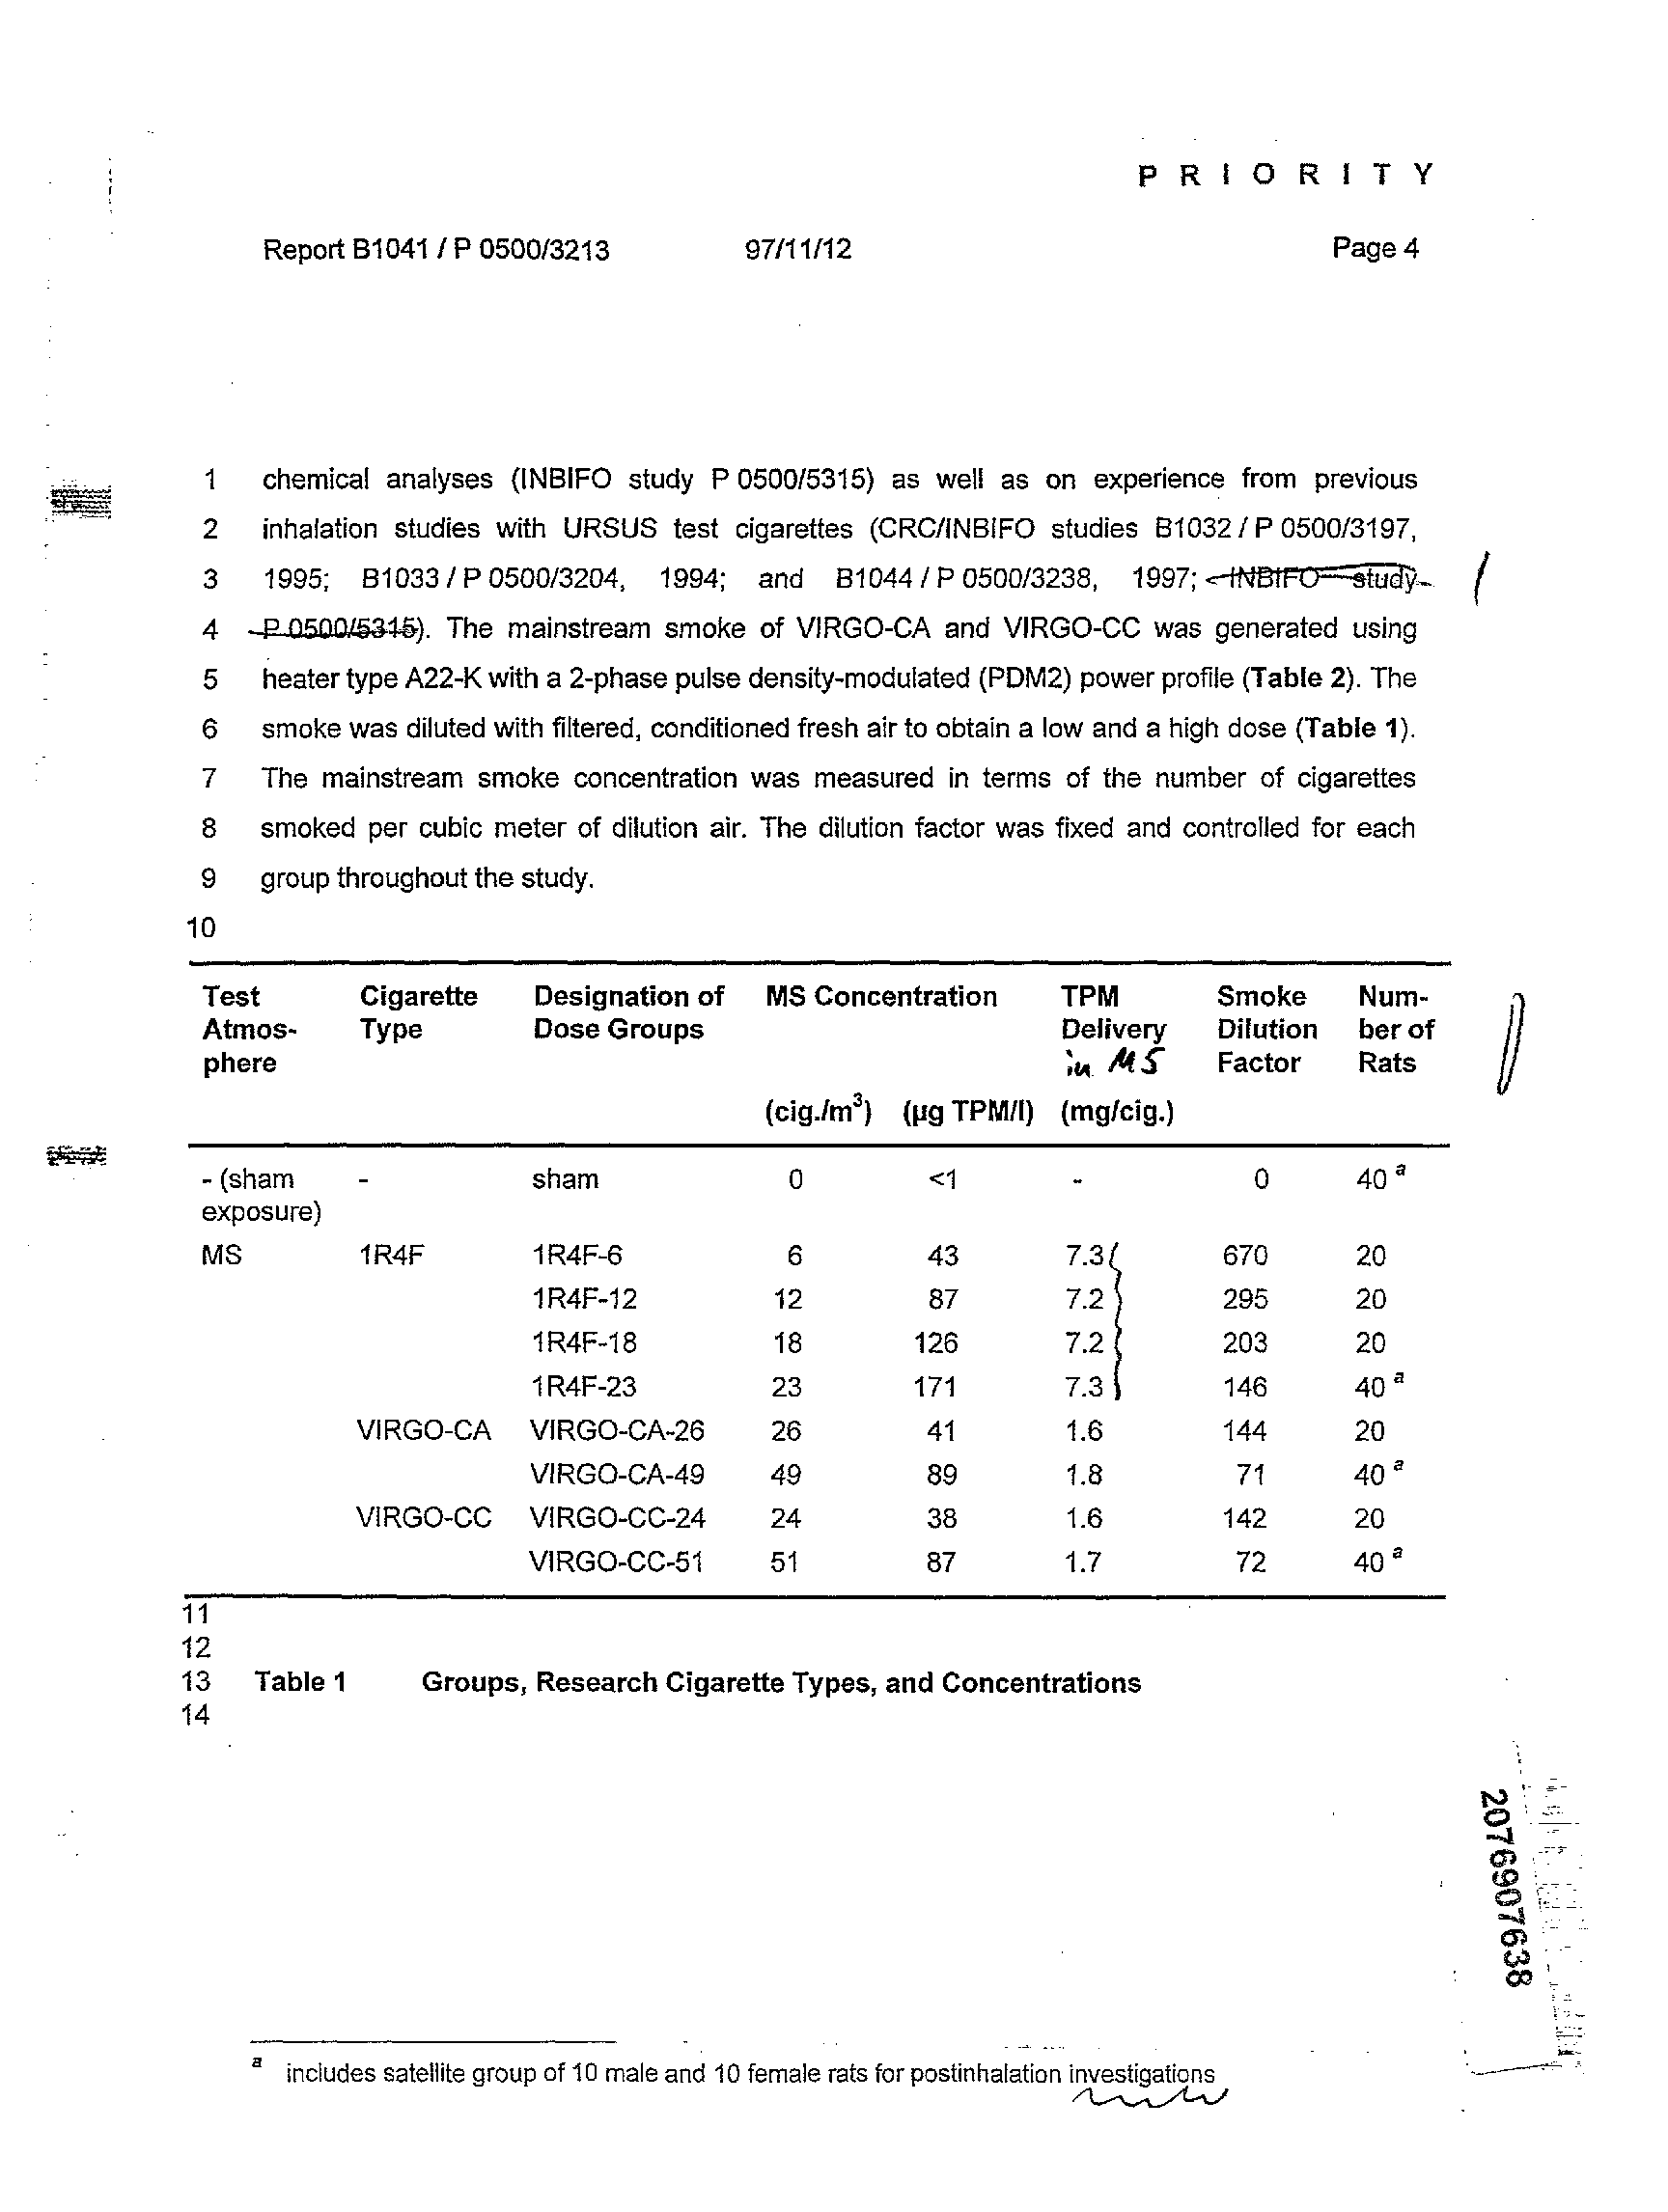 P R I O R I T Y
Report B1041 / P 0500/3213 97/11/12 Page 4
1 chemical analyses (INBIFO study P 0500/5315) as well as on experience from previous
2 inhalation studies with URSUS test cigarettes (CRC/INBIFO studies B1032 / P 0500/3197,
3 1995; B1033 / P 0500/3204, 1994; and B1044 / P 0500/3238, 1997; INBIFO study
4 P 0500/5315). The mainstream smoke of VIRGO-CA and VIRGO-CC was generated using
5 heater type A22-K with a 2-phase pulse density-modulated (PDM2) power profile (Table 2). The
6 smoke was diluted with filtered, conditioned fresh air to obtain a low and a high dose (Table 1).
7 The mainstream smoke concentration was measured in terms of the number of cigarettes
8 smoked per cubic meter of dilution air. The dilution factor was fixed and controlled for each
9 group throughout the study.
10
Test Cigarette Designation of MS Concentration TPM Smoke Num-
Atmos- Type Dose Groups Delivery Dilution ber of
phere in MS Factor Rats
(cig./m³) (µg TPM/l) (mg/cig.)
- (sham - sham 0 <1 - 0 40 a
exposure)
MS 1R4F 1R4F-6 6 43 7.3 670 20
1R4F-12 12 87 7.2 295 20
1R4F-18 18 126 7.2 203 20
1R4F-23 23 171 7.3 146 40 a
VIRGO-CA VIRGO-CA-26 26 41 1.6 144 20
VIRGO-CA-49 49 89 1.8 71 40 a
VIRGO-CC VIRGO-CC-24 24 38 1.6 142 20
VIRGO-CC-51 51 87 1.7 72 40 a
11
12
13 Table 1 Groups, Research Cigarette Types, and Concentrations
14
2076907638
a includes satellite group of 10 male and 10 female rats for postinhalation investigations